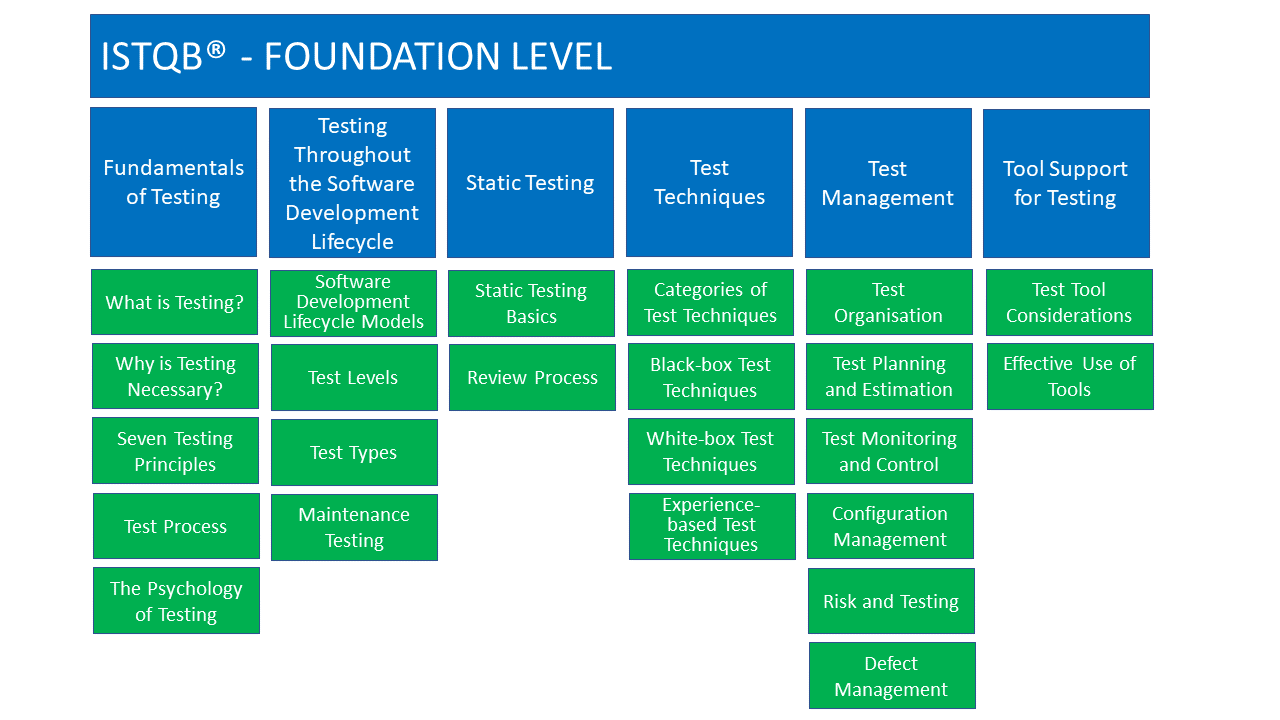 ISTQB® - FOUNDATION LEVEL
Fundamentals
of Testing
Testing
Throughout
the Software
Development
Lifecycle
Static Testing
Test
Techniques
Test
Management
Tool Support
for Testing
What is Testing?
Why is Testing
Necessary?
Seven Testing
Principles
Test Process
The Psychology
of Testing
Software
Development
Lifecycle Models
Test Levels
Test Types
Maintenance
Testing
Static Testing
Basics
Review Process
Categories of
Test Techniques
Black-box Test
Techniques
White-box Test
Techniques
Experience-
based Test
Techniques
Test
Organisation
Test Planning
and Estimation
Test Monitoring
and Control
Configuration
Management
Risk and Testing
Defect
Management
Test Tool
Considerations
Effective Use of
Tools